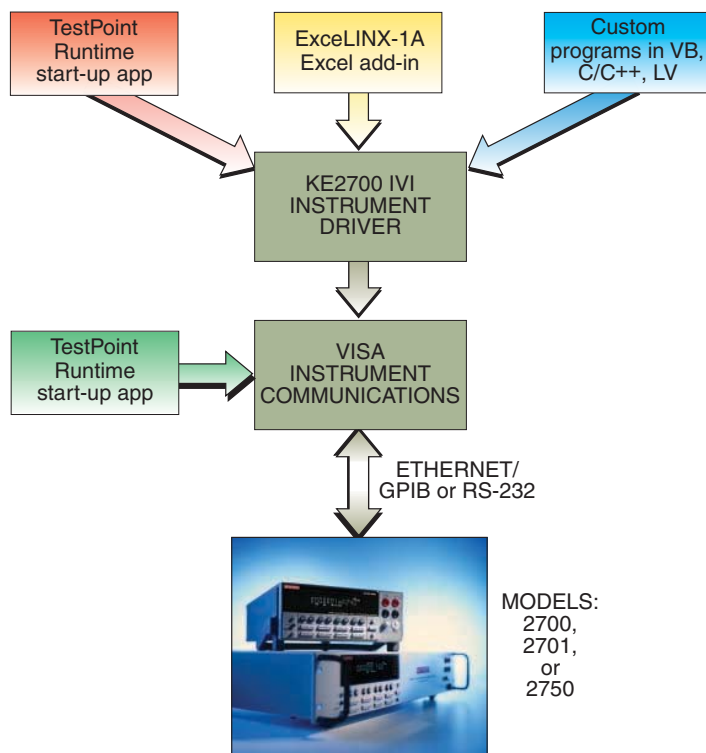 TestPoint
Runtime
start-up app
ExceLINX-1A
Excel add-in
Custom
programs in VB,
C/C++, LV
KE2700 IVI
INSTRUMENT
DRIVER
TestPoint
Runtime
start-up app
VISA
INSTRUMENT
COMMUNICATIONS
ETHERNET/
GPIB or RS-232
MODELS:
2700,
2701,
or
2750